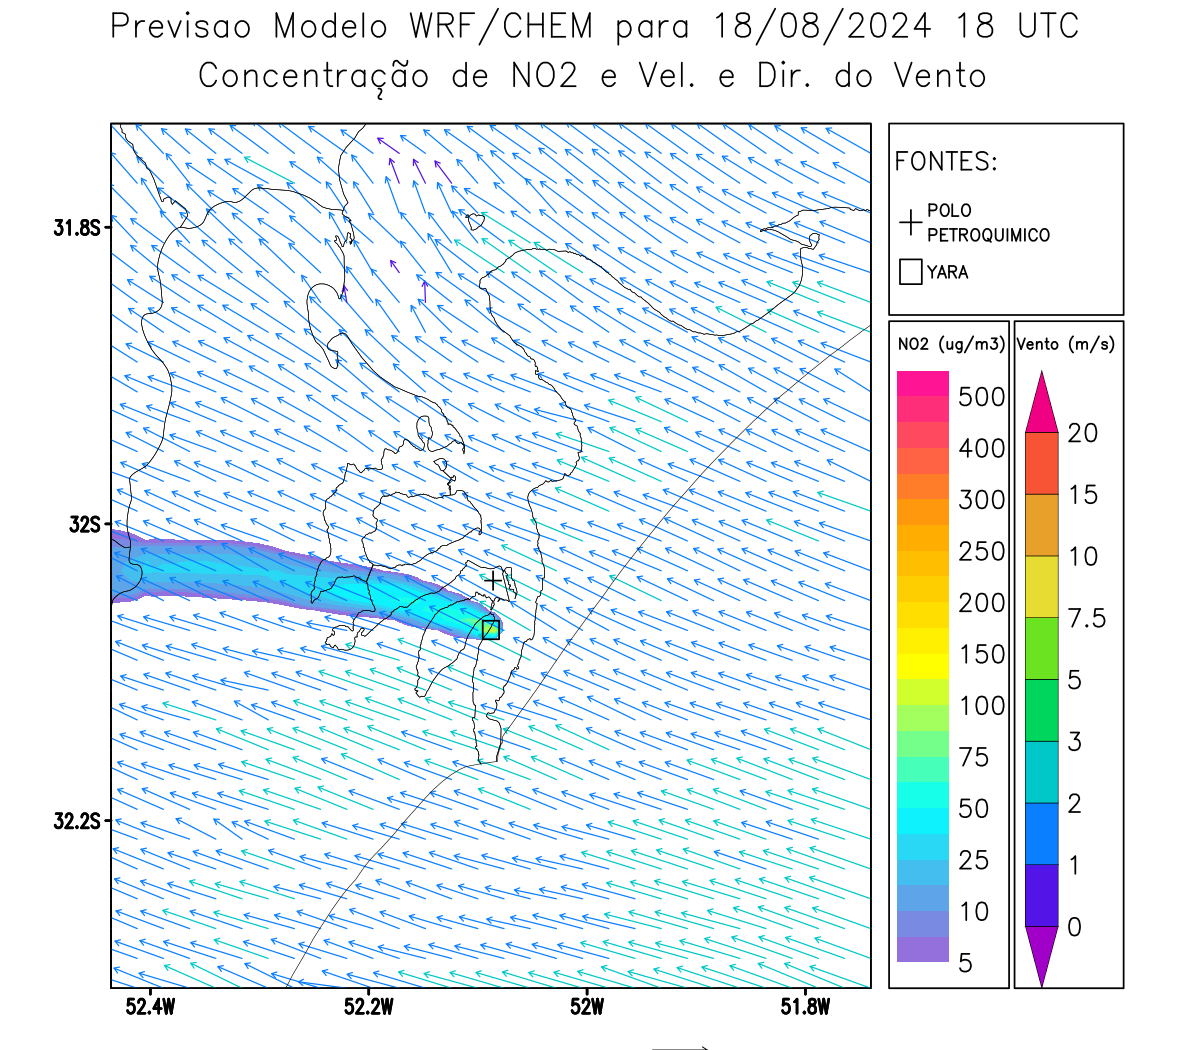 Previsao Modelo WRF/CHEM para 18/08/2024 18 UTC
Concentração de NO2 e Vel. e Dir. do Vento
FONTES:
POLO
PETROQUIMICO
YARA
NO2 (ug/m3)
500
400
300
250
200
150
100
75
50
25
10
5
Vento (m/s)
20
15
10
7.5
5
3
2
1
0
31.8S
32S
32.2S
52.4W 52.2W 52W 51.8W